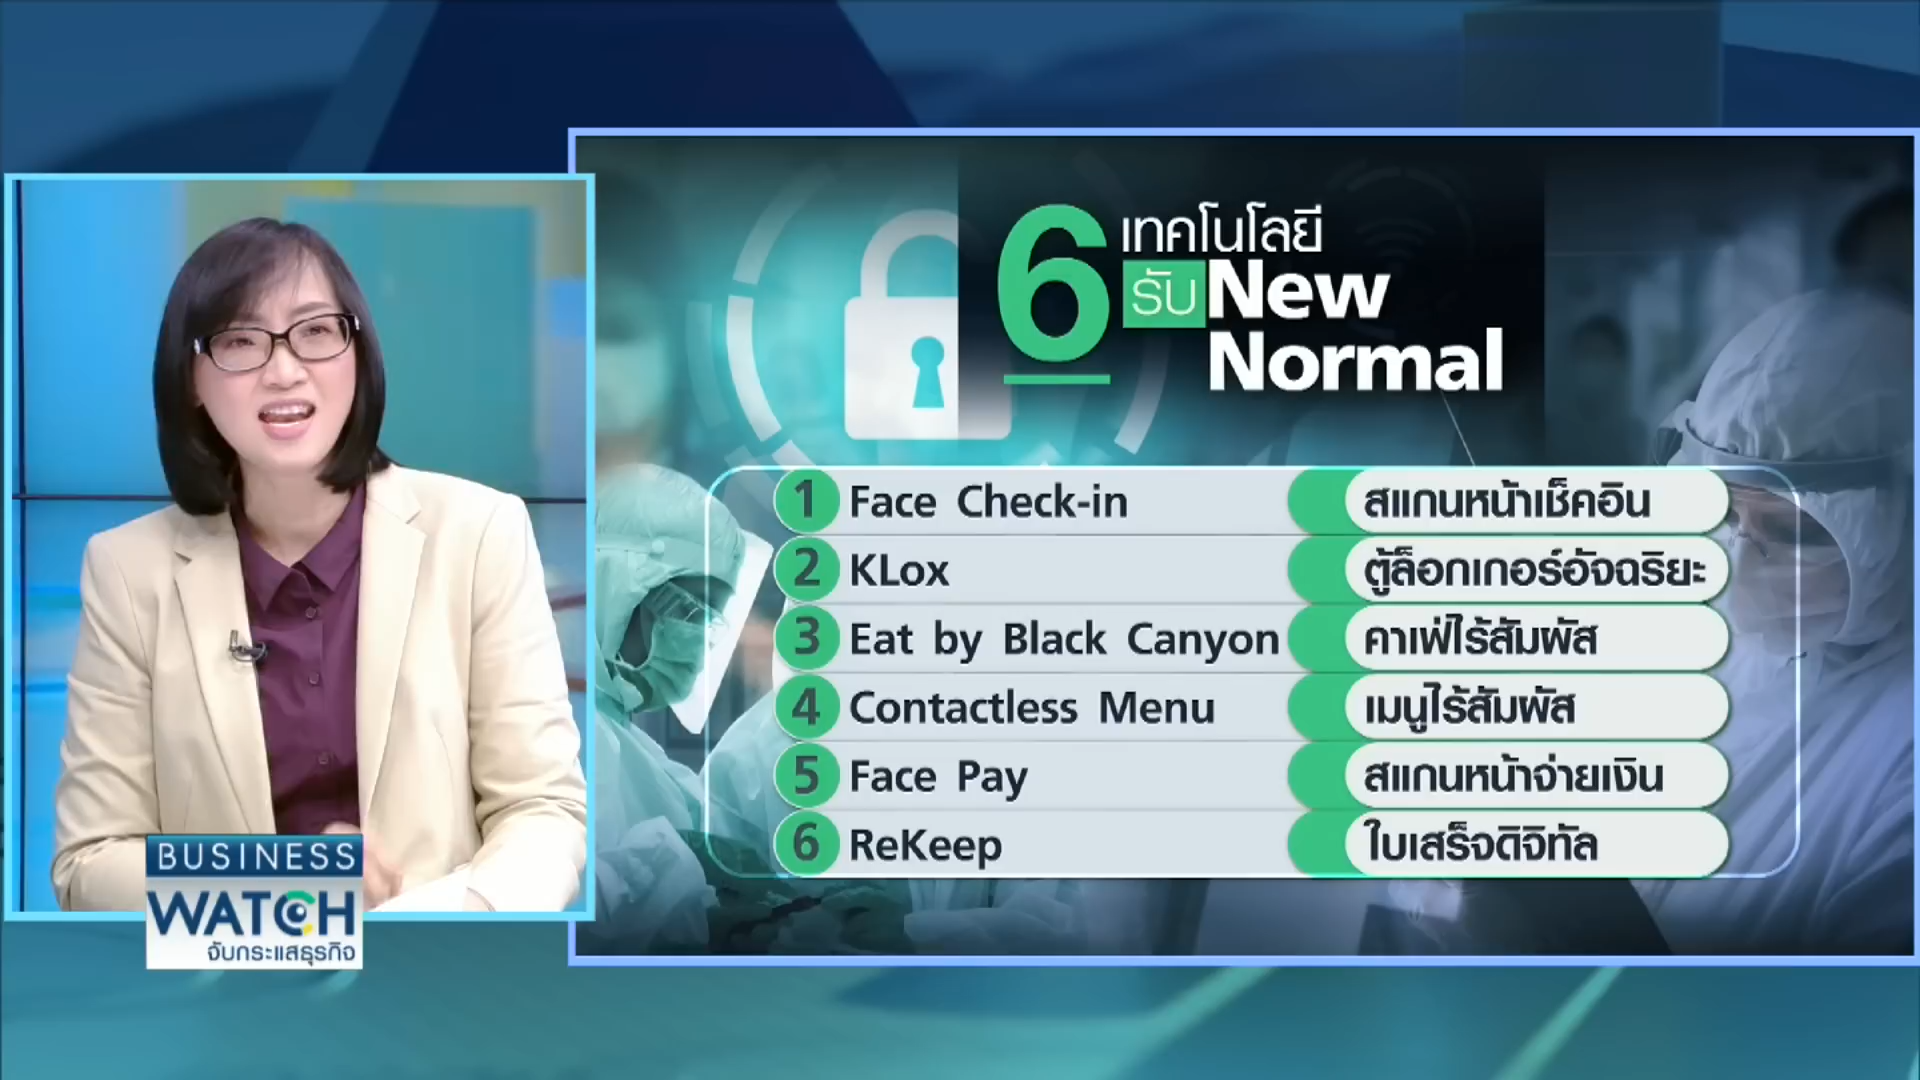 6 เทคโนโลยี
รับ New
Normal
1 Face Check-in สแกนหน้าเช็คอิน
2 KLox ตู้ล็อกเกอร์อัจฉริยะ
3 Eat by Black Canyon คาเฟ่ไร้สัมผัส
4 Contactless Menu เมนูไร้สัมผัส
5 Face Pay สแกนหน้าจ่ายเงิน
6 ReKeep ใบเสร็จดิจิทัล
BUSINESS
WATCH
จับกระแสธุรกิจ